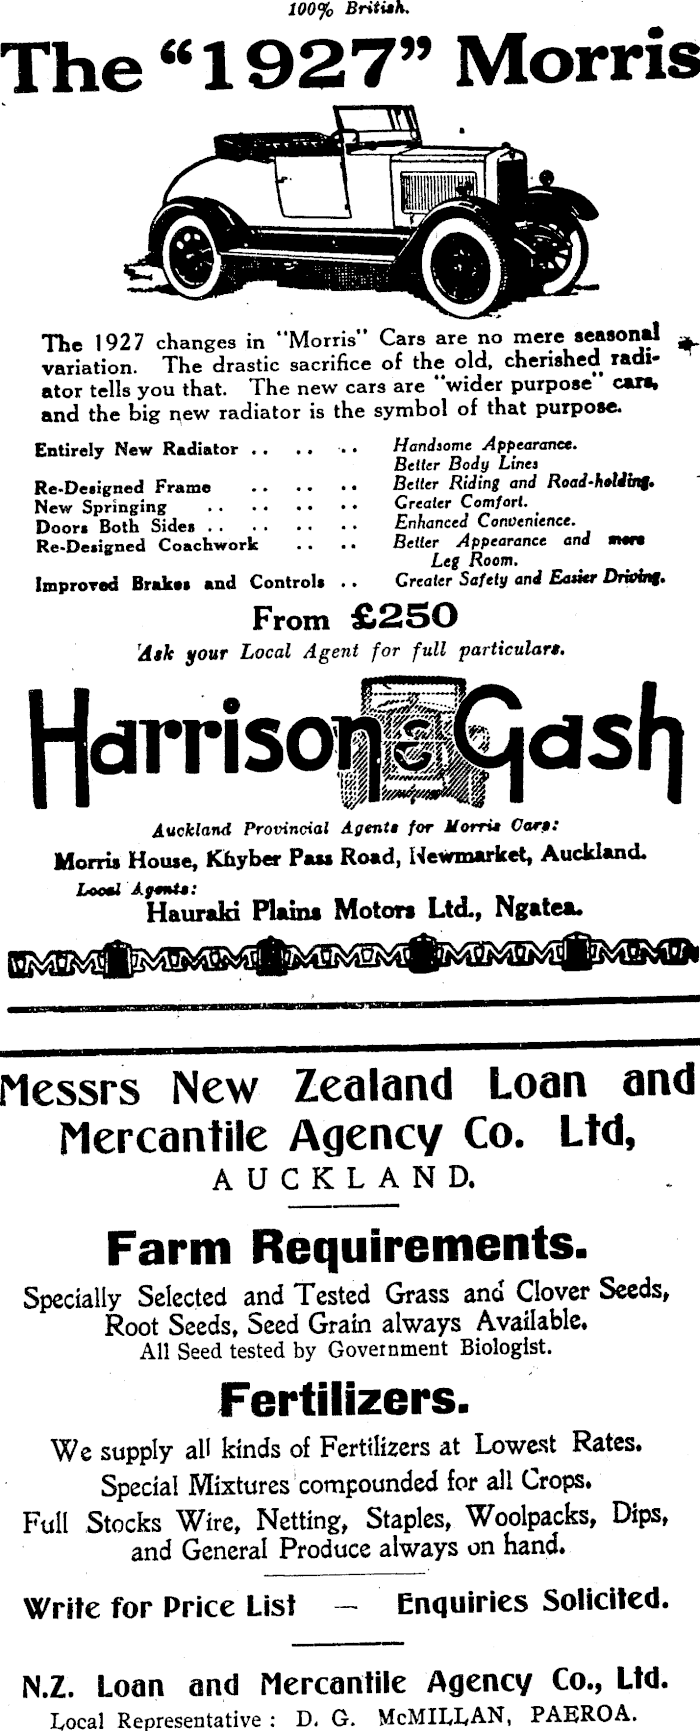 100% British.
The "1927" Morris
The 1927 changes in "Morris" Cars are no mere seasonal
variation. The drastic sacrifice of the old, cherished radi-
ator tells you that. The new cars are "wider purpose" cars,
and the big new radiator is the symbol of that purpose.
Entirely New Radiator .. .. .. Handsome Appearance.
Better Body Lines
Re-Designed Frame .. .. .. Better Riding and Road-holding.
New Springing .. .. .. .. Greater Comfort.
Doors Both Sides .. .. .. .. Enhanced Convenience.
Re-Designed Coachwork .. .. Better Appearance and more
Leg Room.
Improved Brakes and Controls .. Greater Safety and Easier Driving.
From £250
Ask your Local Agent for full particulars.
Harrison & Gash
Auckland Provincial Agents for Morris Cars:
Morris House, Khyber Pass Road, Newmarket, Auckland.
Local Agents:
Hauraki Plains Motors Ltd., Ngatea.
Messrs New Zealand Loan and
Mercantile Agency Co. Ltd,
AUCKLAND.
Farm Requirements.
Specially Selected and Tested Grass and Clover Seeds,
Root Seeds, Seed Grain always Available.
All Seed tested by Government Biologist.
Fertilizers.
We supply all kinds of Fertilizers at Lowest Rates.
Special Mixtures compounded for all Crops.
Full Stocks Wire, Netting, Staples, Woolpacks, Dips,
and General Produce always on hand.
Write for Price List — Enquiries Solicited.
N.Z. Loan and Mercantile Agency Co., Ltd.
Local Representative : D. G. McMILLAN, PAEROA.